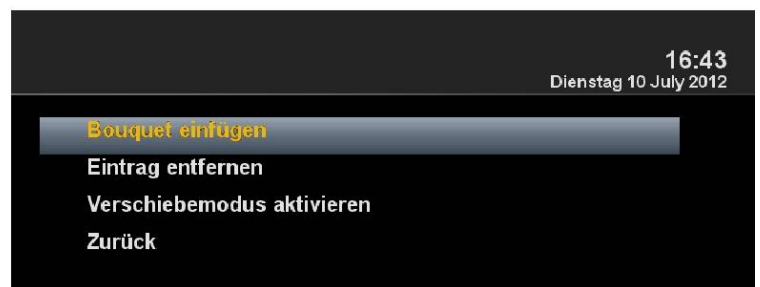 16:43
Dienstag 10 July 2012
Bouquet einfügen
Eintrag entfernen
Verschiebemodus aktivieren
Zurück